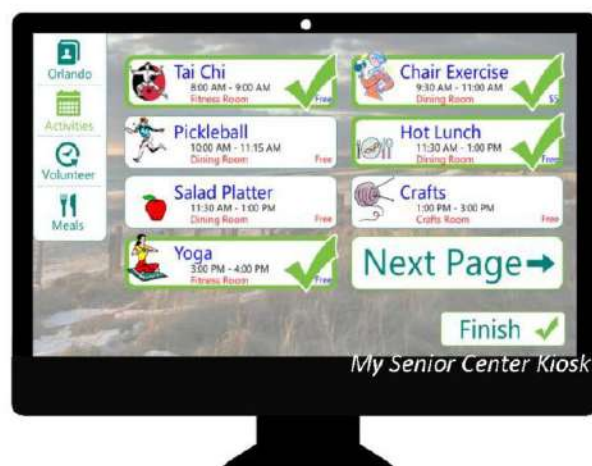 Orlando
Activities
Volunteer
Meals
Tai Chi
8:00 AM - 9:00 AM
Fitness Room
Free
Chair Exercise
9:30 AM - 11:00 AM
Dining Room
$5
Pickleball
10:00 AM - 11:15 AM
Dining Room
Free
Hot Lunch
11:30 AM - 1:00 PM
Dining Room
Free
Salad Platter
11:30 AM - 1:00 PM
Dining Room
Free
Crafts
1:00 PM - 3:00 PM
Crafts Room
Free
Yoga
3:00 PM - 4:00 PM
Fitness Room
Free
Next Page
Finish
My Senior Center Kiosk